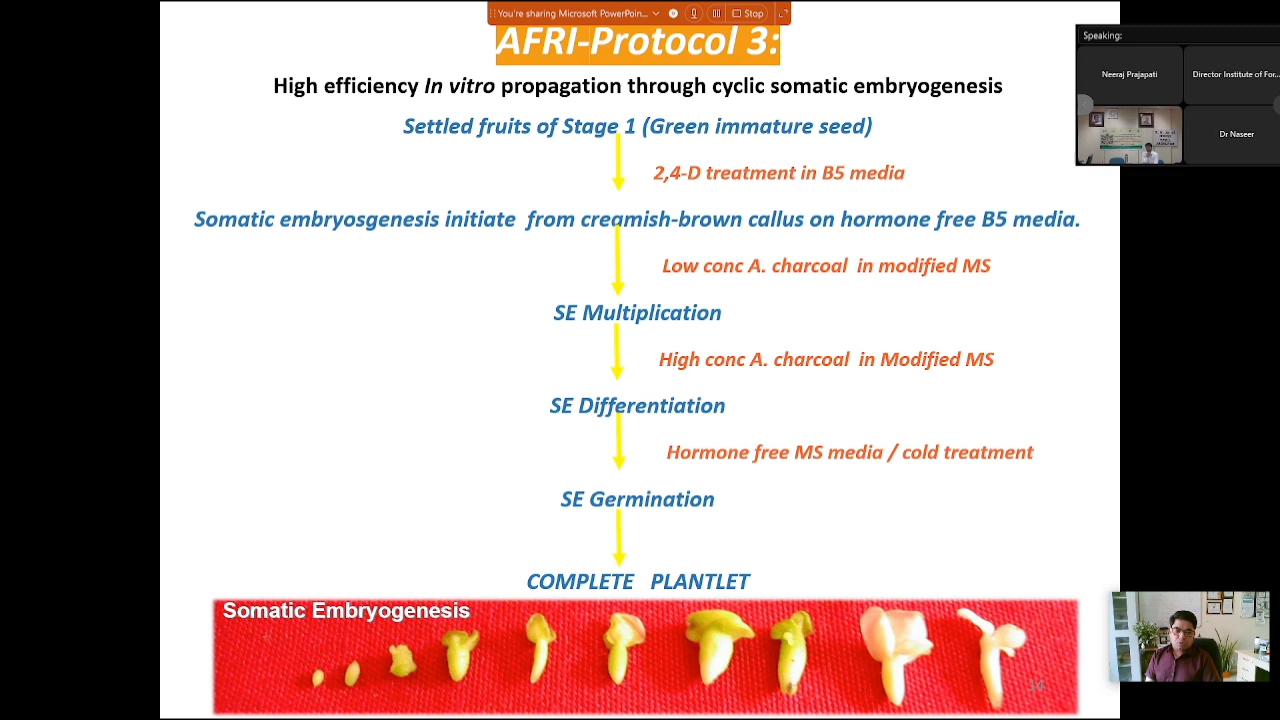 You're sharing Microsoft PowerPoin...
Stop
AFRI-Protocol 3:
High efficiency In vitro propagation through cyclic somatic embryogenesis
Settled fruits of Stage 1 (Green immature seed)
2,4-D treatment in B5 media
Somatic embryosgenesis initiate from creamish-brown callus on hormone free B5 media.
Low conc A. charcoal in modified MS
SE Multiplication
High conc A. charcoal in Modified MS
SE Differentiation
Hormone free MS media / cold treatment
SE Germination
COMPLETE PLANTLET
Somatic Embryogenesis
34
Speaking:
Neeraj Prajapati
Director Institute of For...
Dr Naseer